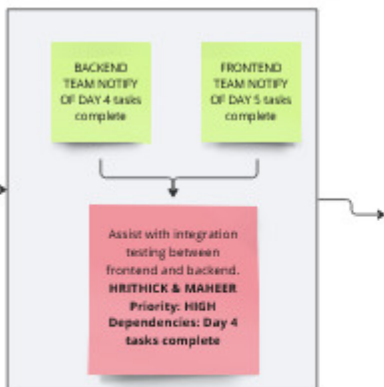 BACKEND
TEAM NOTIFY
OF DAY 4 tasks
complete
FRONTEND
TEAM NOTIFY
OF DAY 5 tasks
complete
Assist with integration
testing between
frontend and backend.
HRITHICK & MAHEER
Priority: HIGH
Dependencies: Day 4
tasks complete